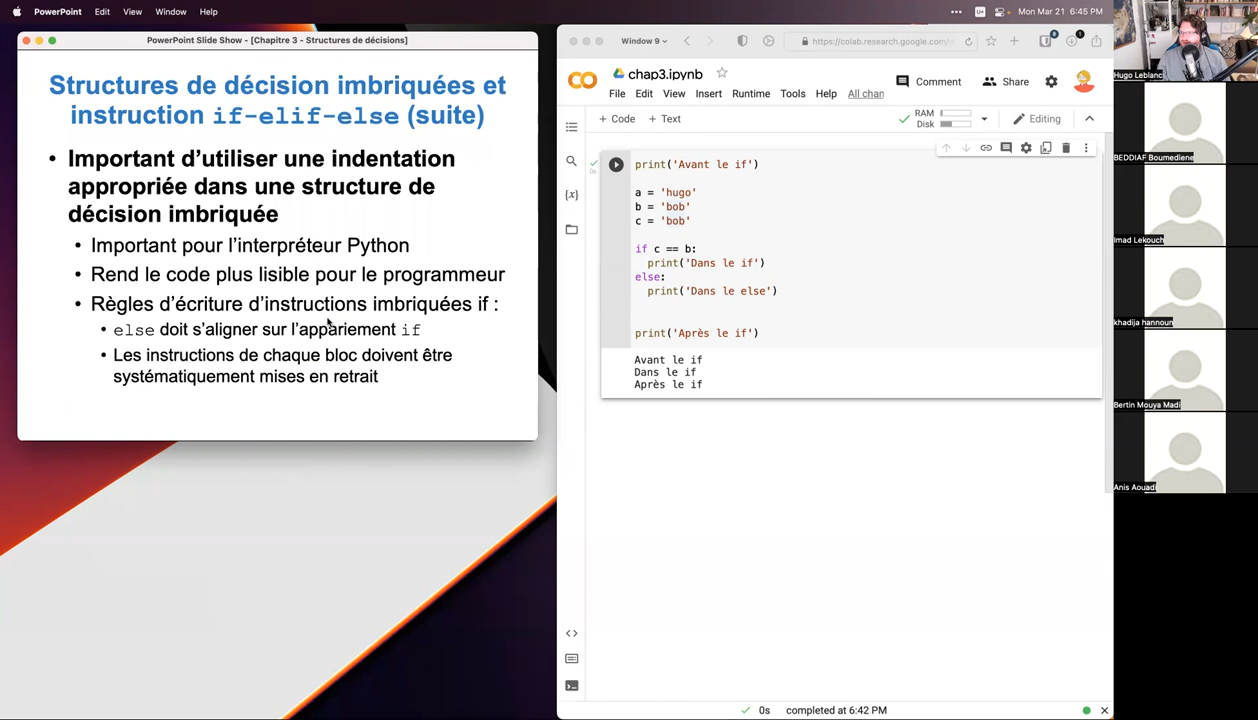 PowerPoint Edit View Window Help
Mon Mar 21 6:45 PM
PowerPoint Slide Show - [Chapitre 3 - Structures de décisions]
Structures de décision imbriquées et
instruction if-elif-else (suite)
• Important d’utiliser une indentation
appropriée dans une structure de
décision imbriquée
• Important pour l’interpréteur Python
• Rend le code plus lisible pour le programmeur
• Règles d’écriture d’instructions imbriquées if :
• else doit s’aligner sur l’appariement if
• Les instructions de chaque bloc doivent être
systématiquement mises en retrait
Window 9
https://colab.research.google.com/
chap3.ipynb
Comment
Share
File Edit View Insert Runtime Tools Help All chan
+ Code + Text
RAM
Disk
Editing
print('Avant le if')
a = 'hugo'
b = 'bob'
c = 'bob'
if c == b:
print('Dans le if')
else:
print('Dans le else')
print('Après le if')
Avant le if
Dans le if
Après le if
0s completed at 6:42 PM
Hugo Leblanc
BEDDIAF Boumediene
Imad Lekouch
khadija hannoun
Bertin Mouya Madi
Anis Aouadi